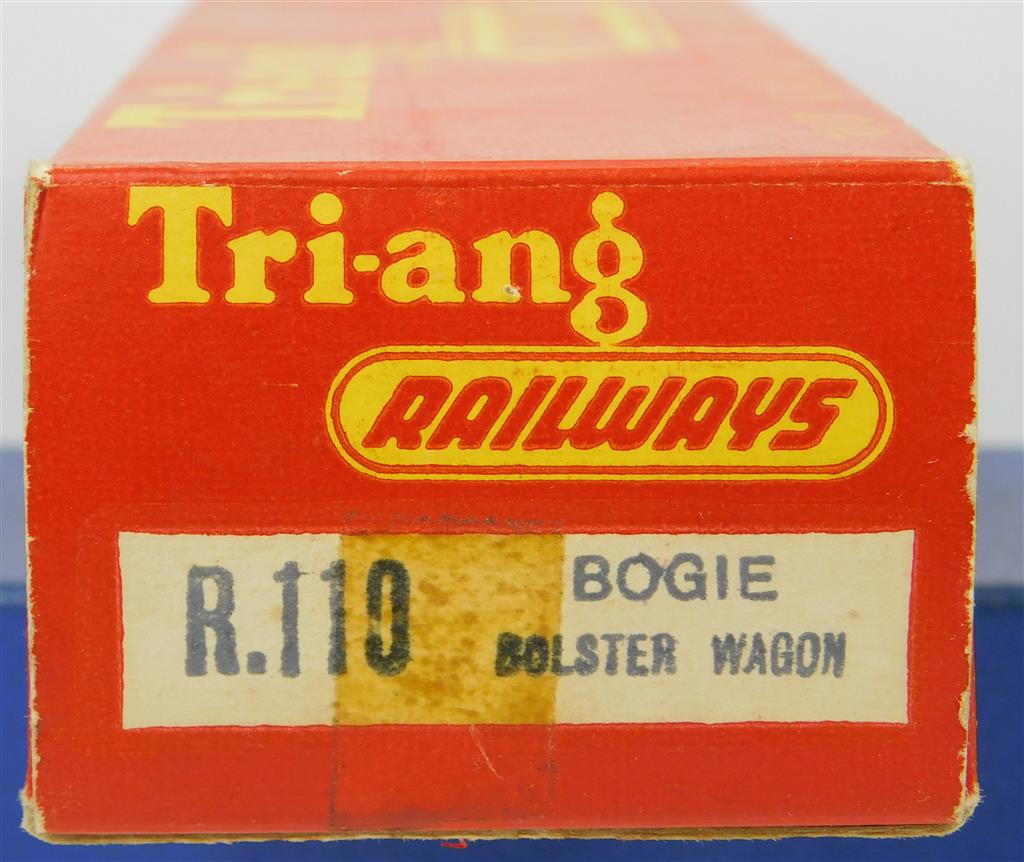 Tri-ang
RAILWAYS
R.110
BOGIE
BOLSTER WAGON